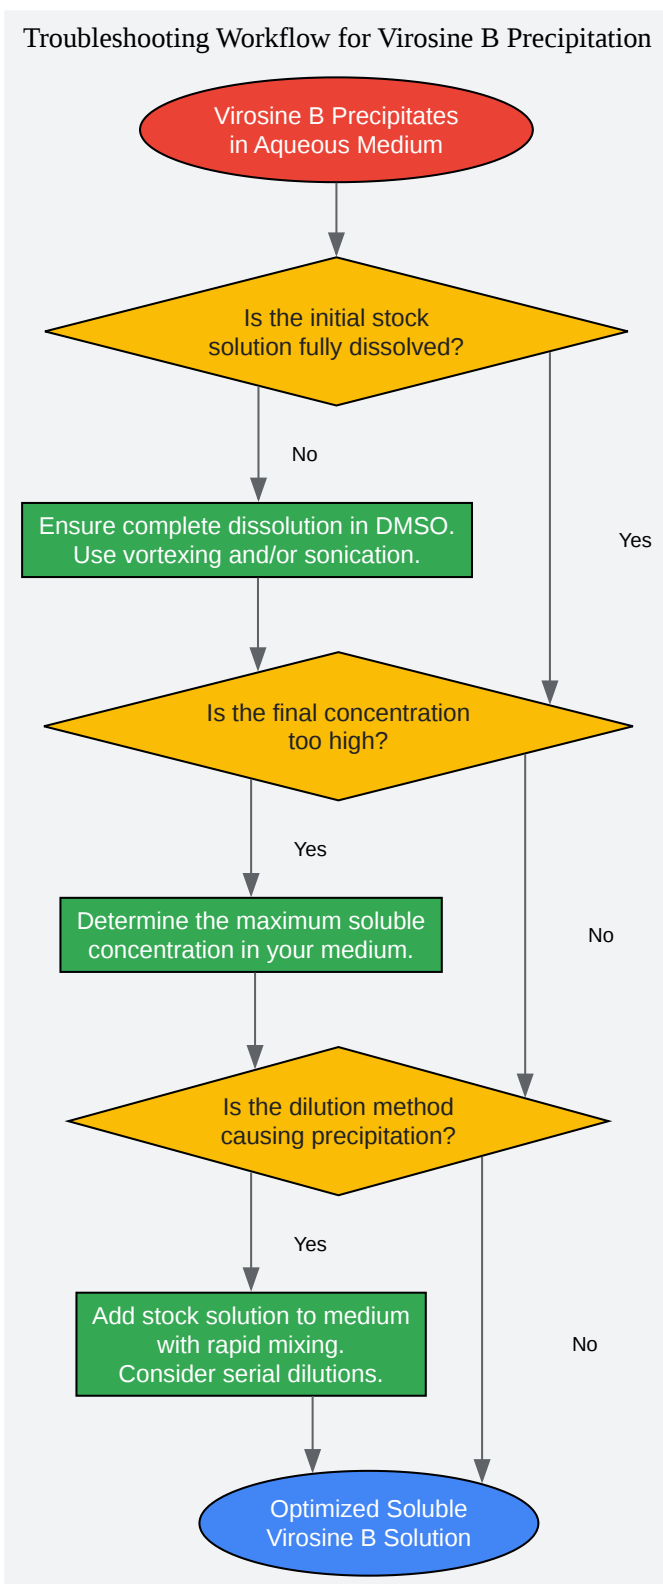 Troubleshooting Workflow for Virosine B Precipitation
Virosine B Precipitates
in Aqueous Medium
Is the initial stock
solution fully dissolved?
No
Ensure complete dissolution in DMSO.
Use vortexing and/or sonication.
Yes
Is the final concentration
too high?
Yes
Determine the maximum soluble
concentration in your medium.
No
Is the dilution method
causing precipitation?
Yes
Add stock solution to medium
with rapid mixing.
Consider serial dilutions.
No
Optimized Soluble
Virosine B Solution